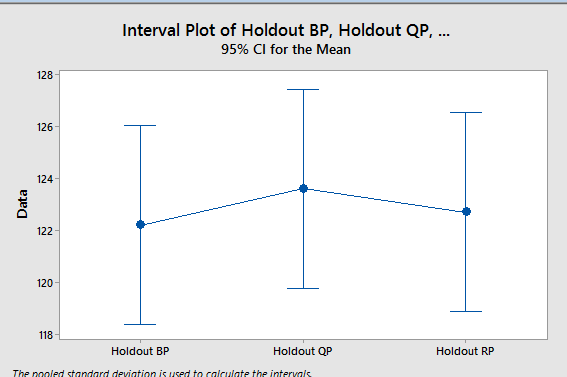 Interval Plot of Holdout BP, Holdout QP, ...
95% CI for the Mean
128
126
124
122
120
118
Data
Holdout BP
Holdout QP
Holdout RP
The pooled standard deviation is used to calculate the intervals.